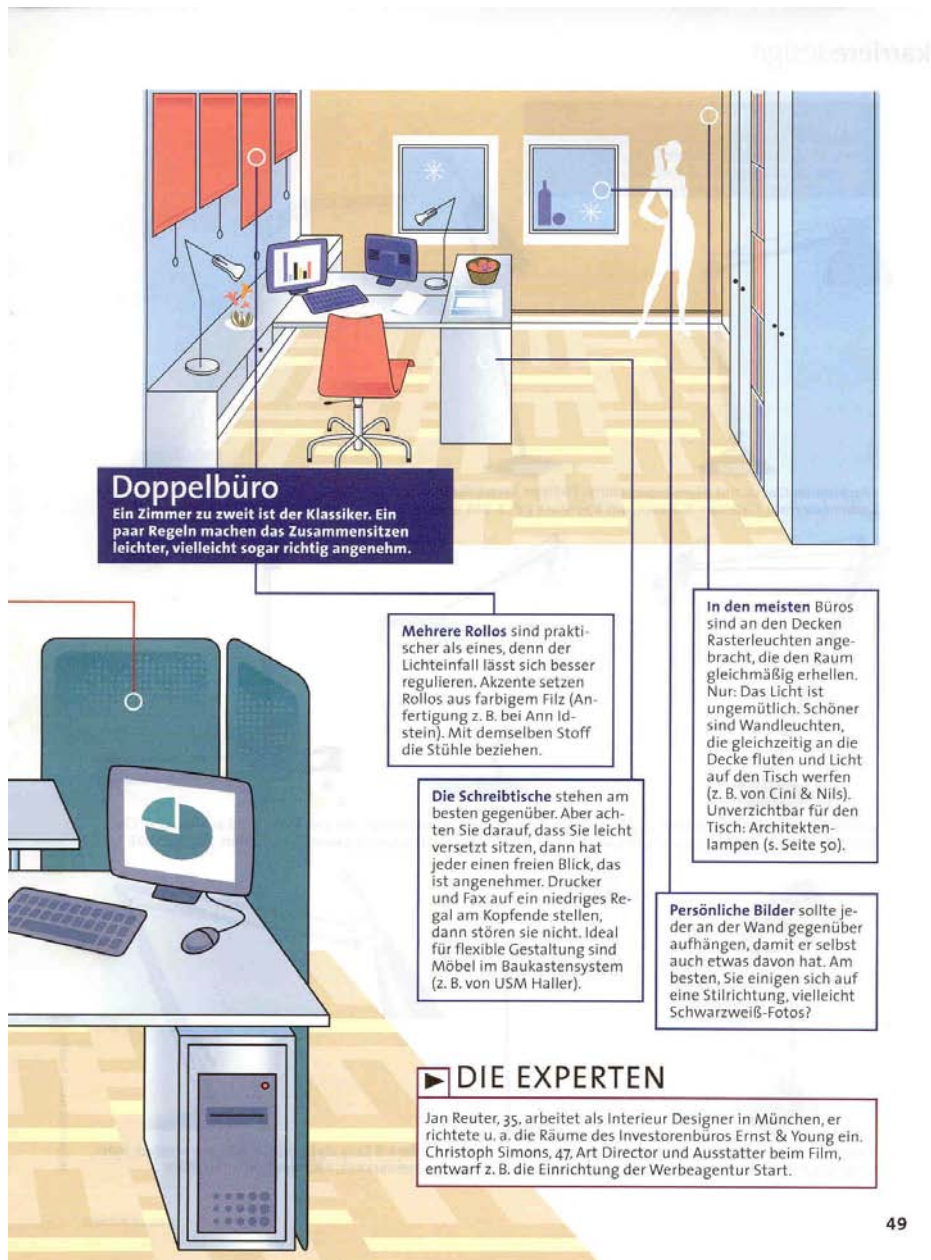 Doppelbüro
Ein Zimmer zu zweit ist der Klassiker. Ein
paar Regeln machen das Zusammensitzen
leichter, vielleicht sogar richtig angenehm.
Mehrere Rollos sind prakti-
scher als eines, denn der
Lichteinfall lässt sich besser
regulieren. Akzente setzen
Rollos aus farbigem Filz (An-
fertigung z. B. bei Ann Id-
stein). Mit demselben Stoff
die Stühle beziehen.
Die Schreibtische stehen am
besten gegenüber. Aber ach-
ten Sie darauf, dass Sie leicht
versetzt sitzen, dann hat
jeder einen freien Blick, das
ist angenehmer. Drucker
und Fax auf ein niedriges Re-
gal am Kopfende stellen,
dann stören sie nicht. Ideal
für flexible Gestaltung sind
Möbel im Baukastensystem
(z. B. von USM Haller).
In den meisten Büros
sind an den Decken
Rasterleuchten ange-
bracht, die den Raum
gleichmäßig erhellen.
Nur: Das Licht ist
ungemütlich. Schöner
sind Wandleuchten,
die gleichzeitig an die
Decke fluten und Licht
auf den Tisch werfen
(z. B. von Cini & Nils).
Unverzichtbar für den
Tisch: Architekten-
lampen (s. Seite 50).
Persönliche Bilder sollte je-
der an der Wand gegenüber
aufhängen, damit er selbst
auch etwas davon hat. Am
besten, Sie einigen sich auf
eine Stilrichtung, vielleicht
Schwarzweiß-Fotos?
DIE EXPERTEN
Jan Reuter, 35, arbeitet als Interieur Designer in München, er
richtete u. a. die Räume des Investorenbüros Ernst & Young ein.
Christoph Simons, 47, Art Director und Ausstatter beim Film,
entwarf z. B. die Einrichtung der Werbeagentur Start.
49